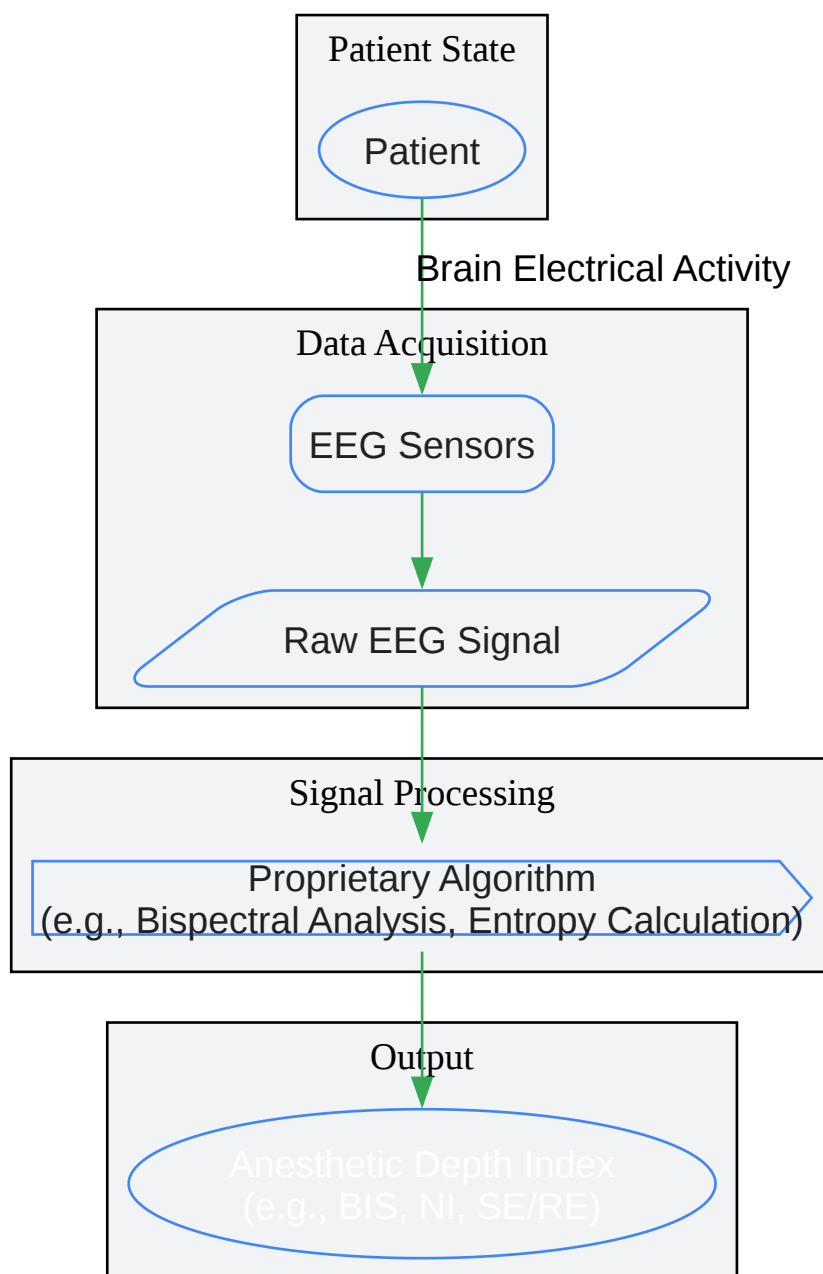 Patient State
Patient
Brain Electrical Activity
Data Acquisition
EEG Sensors
Raw EEG Signal
Signal Processing
Proprietary Algorithm
(e.g., Bispectral Analysis, Entropy Calculation)
Output
Anesthetic Depth Index
(e.g., BIS, NI, SE/RE)